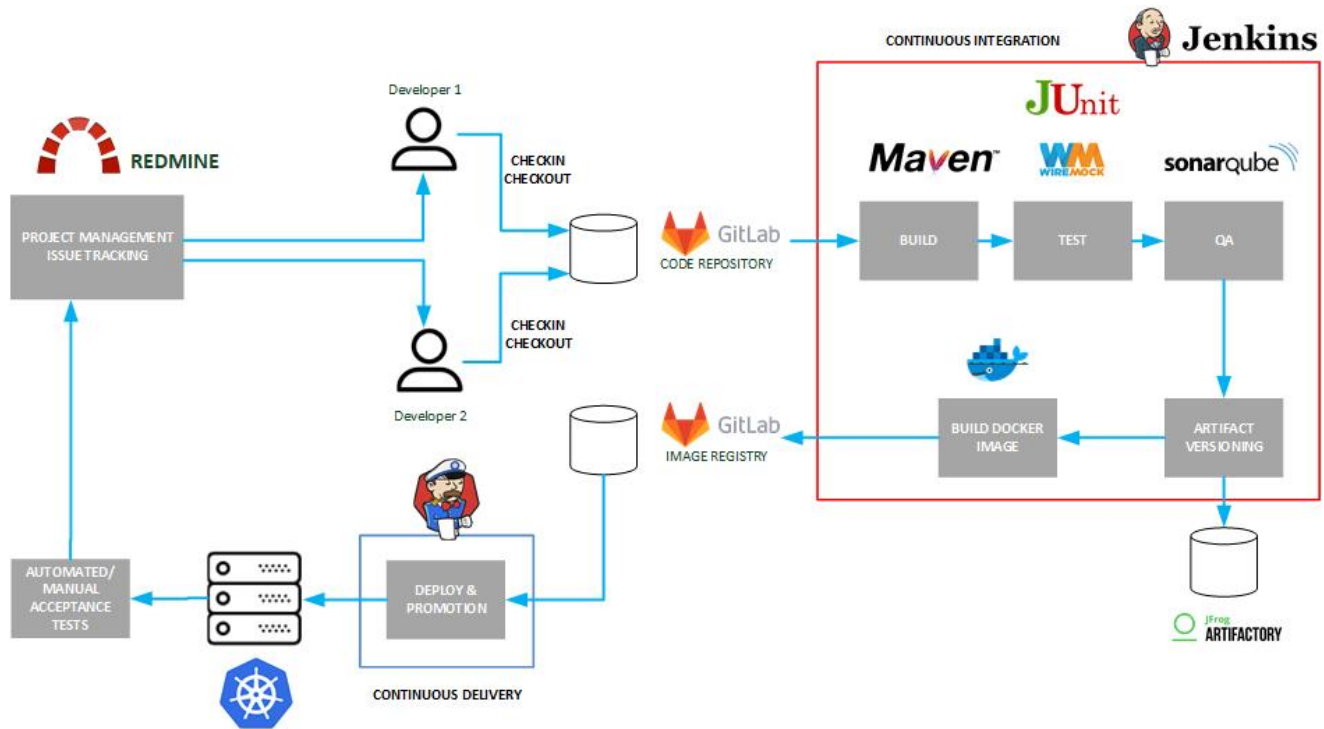 CONTINUOUS INTEGRATION
Jenkins
Developer 1
JUnit
REDMINE
CHECKIN
CHECKOUT
Maven™
WM
WIREMOCK
sonarqube
PROJECT MANAGEMENT
ISSUE TRACKING
GitLab
CODE REPOSITORY
BUILD
TEST
QA
CHECKIN
CHECKOUT
Developer 2
GitLab
IMAGE REGISTRY
BUILD DOCKER
IMAGE
ARTIFACT
VERSIONING
AUTOMATED/
MANUAL
ACCEPTANCE
TESTS
DEPLOY &
PROMOTION
JFrog
ARTIFACTORY
CONTINUOUS DELIVERY